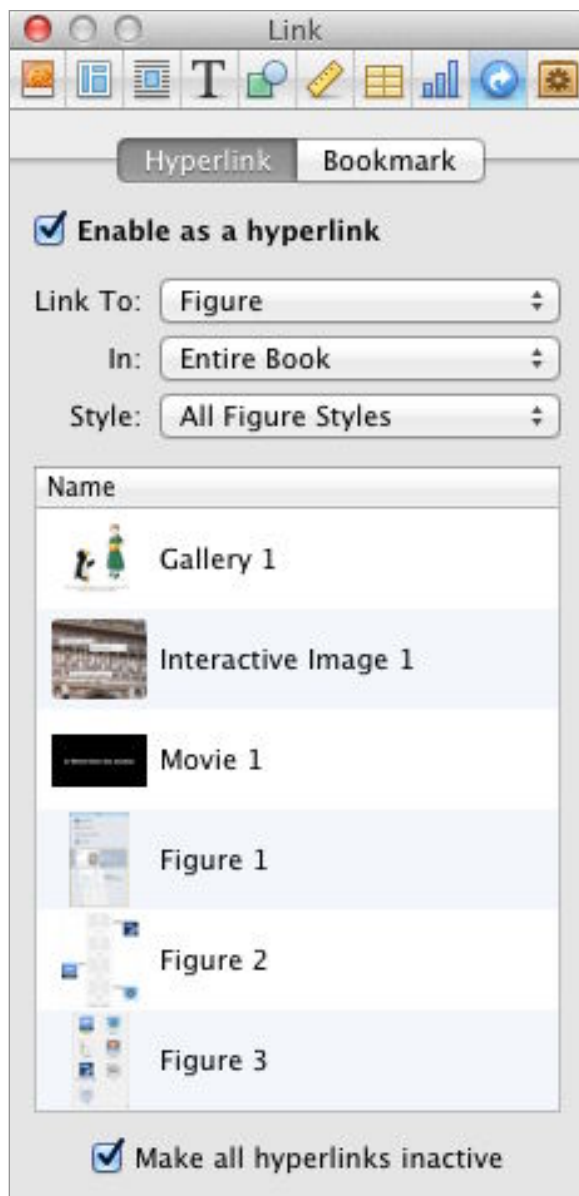 Link
T
Hyperlink Bookmark
Enable as a hyperlink
Link To: Figure
In: Entire Book
Style: All Figure Styles
Name
Gallery 1
Interactive Image 1
Movie 1
Figure 1
Figure 2
Figure 3
Make all hyperlinks inactive